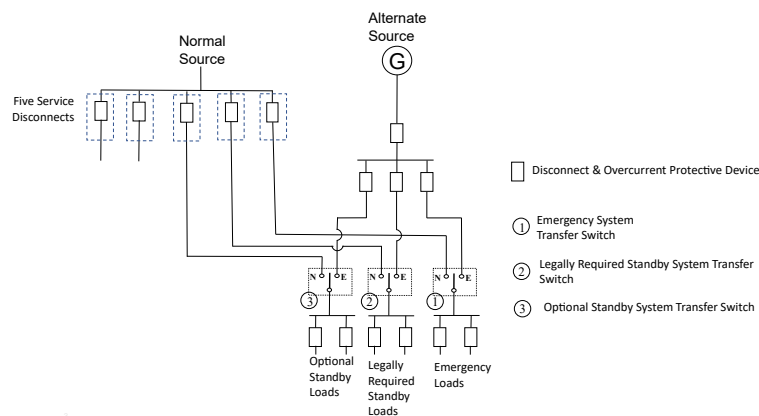 Alternate
Source
G
Normal
Source
Five Service
Disconnects
Disconnect & Overcurrent Protective Device
1 Emergency System
Transfer Switch
2 Legally Required Standby System Transfer
Switch
3 Optional Standby System Transfer Switch
N E
N E
N E
3
2
1
Optional
Standby
Loads
Legally
Required
Standby
Loads
Emergency
Loads